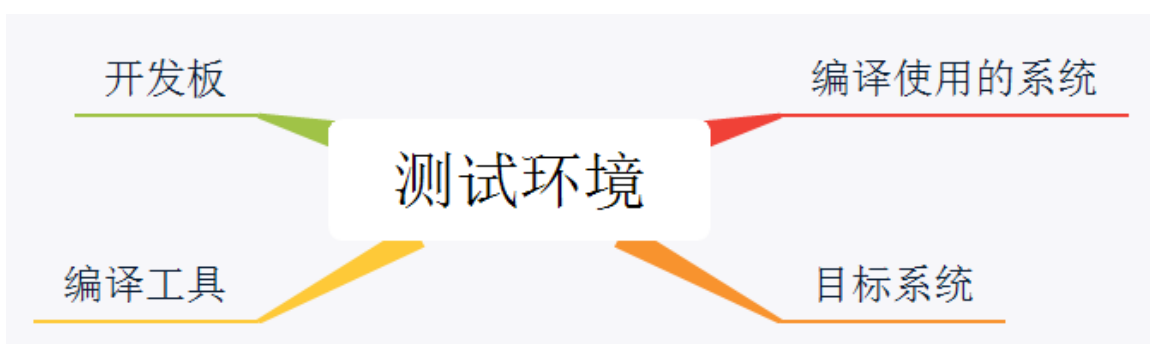 开发板
编译使用的系统
测试环境
编译工具
目标系统